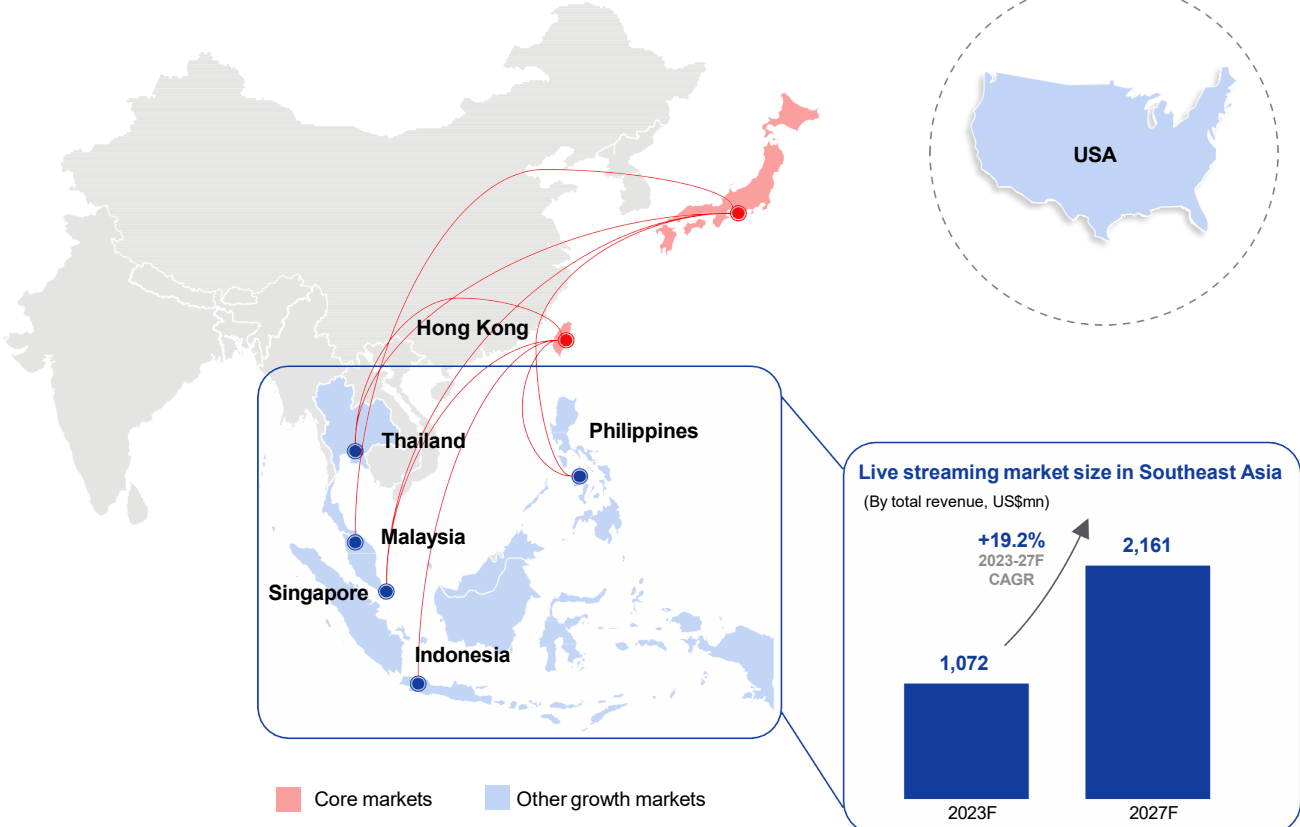 USA
Hong Kong
Thailand
Philippines
Malaysia
Singapore
Indonesia
Live streaming market size in Southeast Asia
(By total revenue, US$mn)
+19.2%
2023-27F
CAGR
2,161
1,072
2023F
2027F
Core markets
Other growth markets